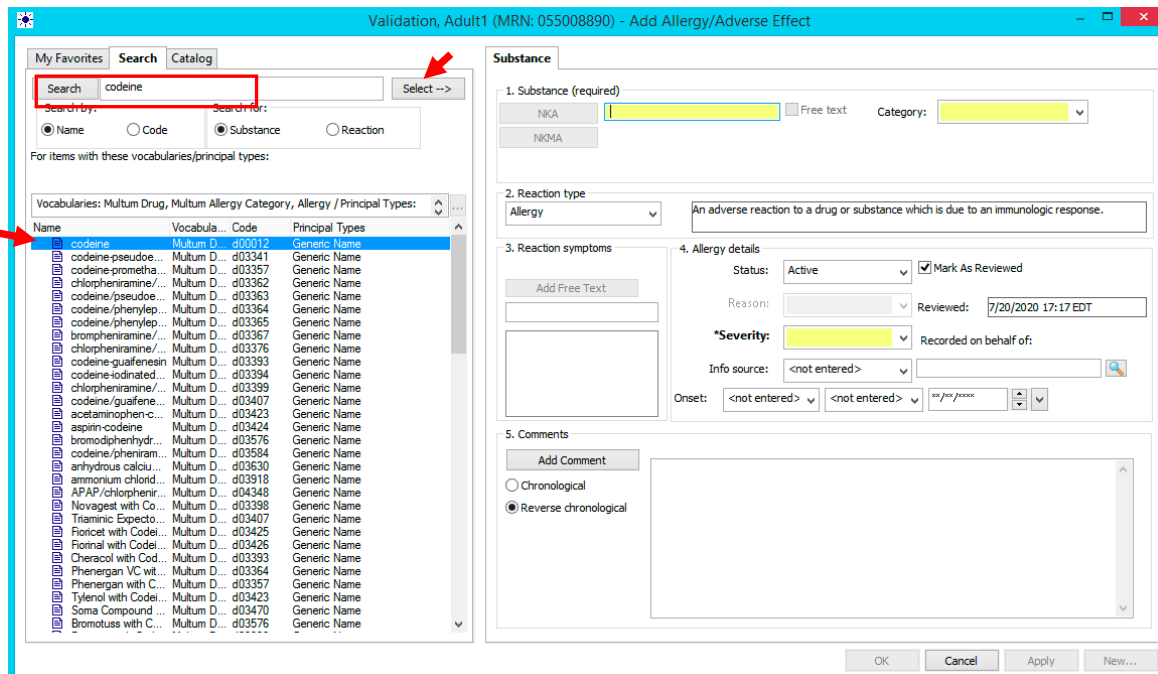 Validation, Adult1 (MRN: 055008890) - Add Allergy/Adverse Effect
My Favorites Search Catalog
Search codeine Select -->
Search by: Search for:
Name Code Substance Reaction
For items with these vocabularies/principal types:
Vocabularies: Multum Drug, Multum Allergy Category, Allergy / Principal Types: ...
Name Vocabula... Code Principal Types
codeine Multum D... d00012 Generic Name
codeine-pseudoe... Multum D... d03341 Generic Name
codeine-prometha... Multum D... d03357 Generic Name
chlorpheniramine/... Multum D... d03362 Generic Name
codeine/pseudoe... Multum D... d03363 Generic Name
codeine/phenylep... Multum D... d03364 Generic Name
codeine/phenylep... Multum D... d03365 Generic Name
brompheniramine/... Multum D... d03367 Generic Name
chlorpheniramine/... Multum D... d03376 Generic Name
codeine-guaifenesin Multum D... d03393 Generic Name
codeine-iodinated... Multum D... d03394 Generic Name
chlorpheniramine/... Multum D... d03399 Generic Name
codeine/guaifene... Multum D... d03407 Generic Name
acetaminophen-c... Multum D... d03423 Generic Name
aspirin-codeine Multum D... d03424 Generic Name
bromodiphenhydr... Multum D... d03576 Generic Name
codeine/pheniram... Multum D... d03584 Generic Name
anhydrous calciu... Multum D... d03630 Generic Name
ammonium chlorid... Multum D... d03918 Generic Name
APAP/chlorphenir... Multum D... d04348 Generic Name
Novagest with Co... Multum D... d03398 Generic Name
Triaminic Expecto... Multum D... d03407 Generic Name
Fioricet with Codei... Multum D... d03425 Generic Name
Fiorinal with Codei... Multum D... d03426 Generic Name
Cheracol with Cod... Multum D... d03393 Generic Name
Phenergan VC wit... Multum D... d03364 Generic Name
Phenergan with C... Multum D... d03357 Generic Name
Tylenol with Codei... Multum D... d03423 Generic Name
Soma Compound ... Multum D... d03470 Generic Name
Bromotuss with C... Multum D... d03576 Generic Name
Substance
1. Substance (required)
NKA Free text Category:
NKMA
2. Reaction type
Allergy An adverse reaction to a drug or substance which is due to an immunologic response.
3. Reaction symptoms
Add Free Text
4. Allergy details
Status: Active Mark As Reviewed
Reason: Reviewed: 7/20/2020 17:17 EDT
*Severity: Recorded on behalf of:
Info source: <not entered>
Onset: <not entered> <not entered> **/**/****
5. Comments
Add Comment
Chronological
Reverse chronological
OK Cancel Apply New...